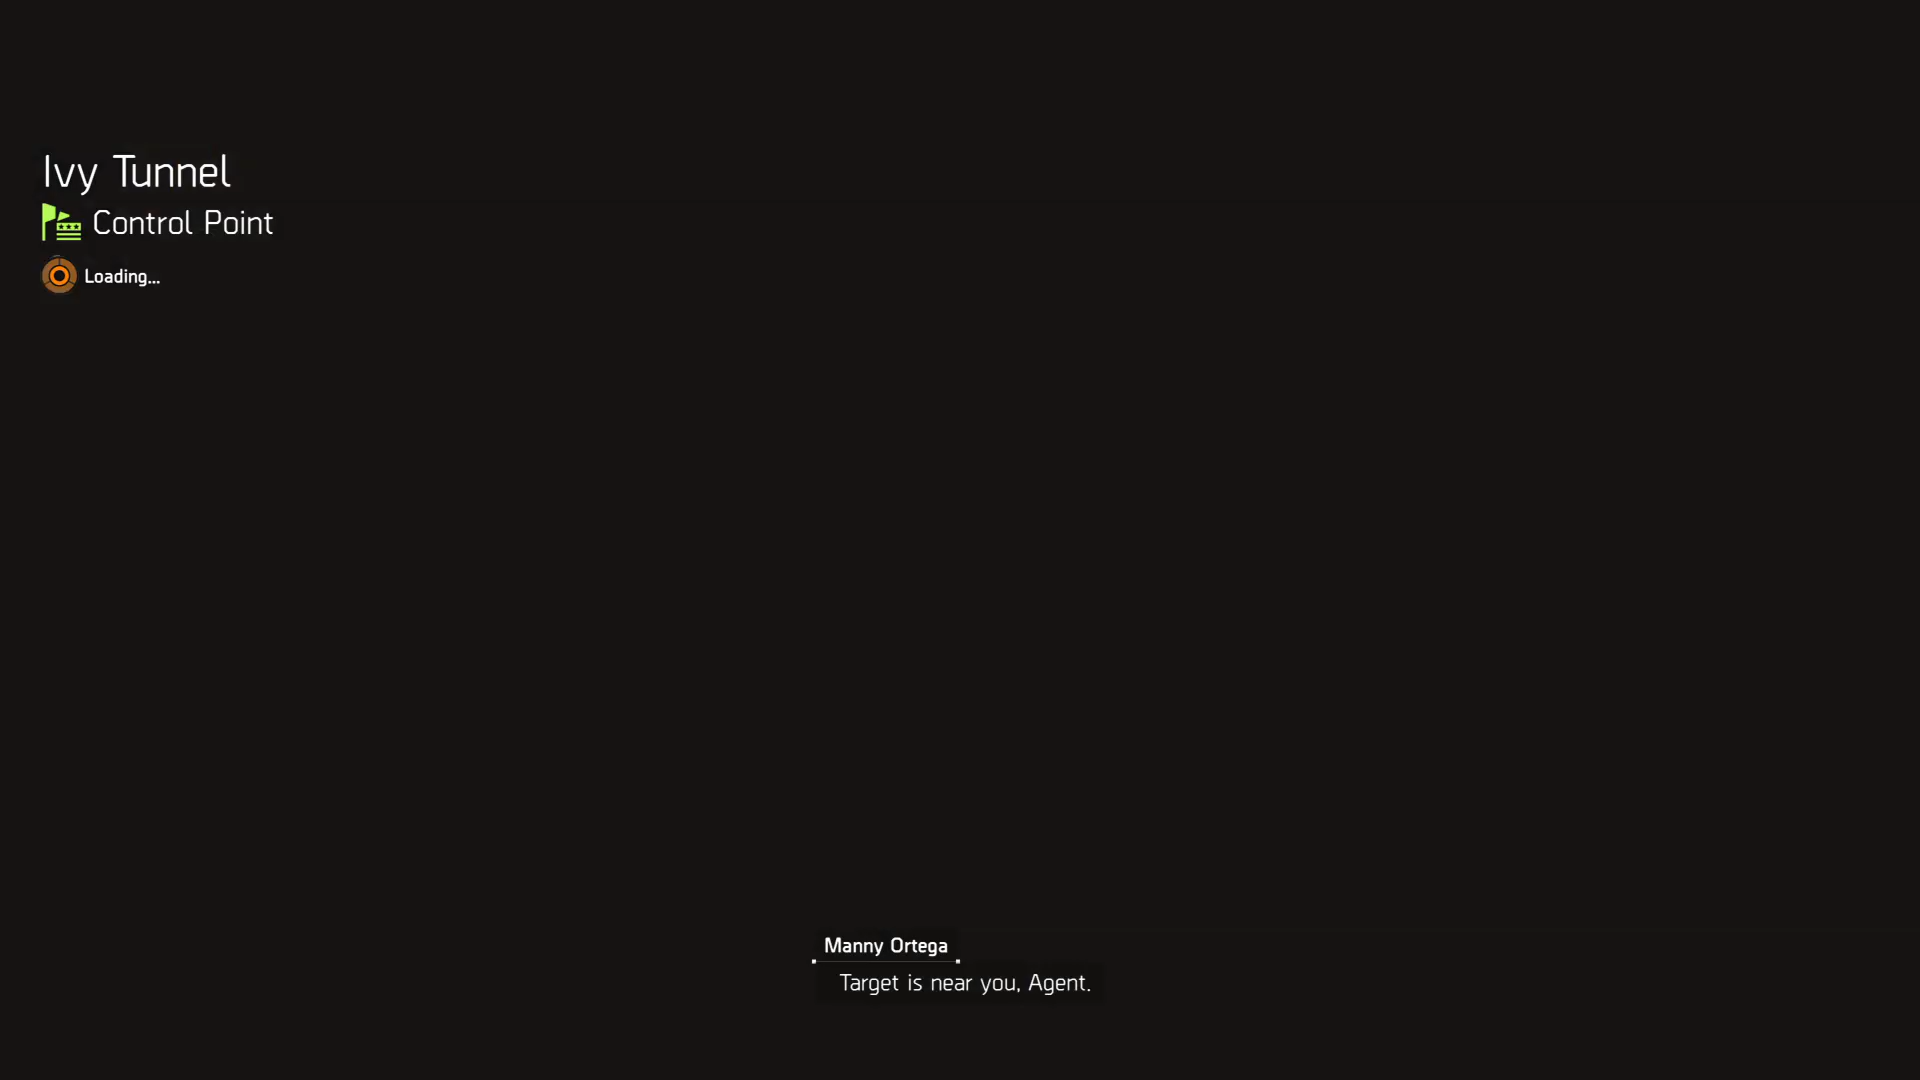 Ivy Tunnel
Control Point
Loading...
Manny Ortega
Target is near you, Agent.